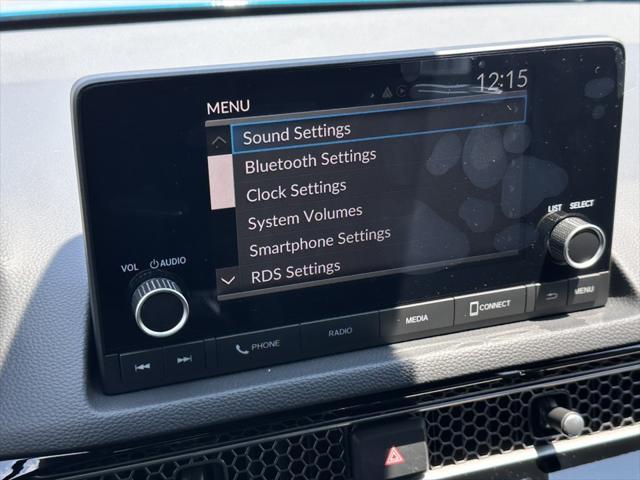 12:15
MENU
Sound Settings
Bluetooth Settings
Clock Settings
System Volumes
Smartphone Settings
RDS Settings
VOL AUDIO
LIST SELECT
PHONE
RADIO
MEDIA
CONNECT
MENU